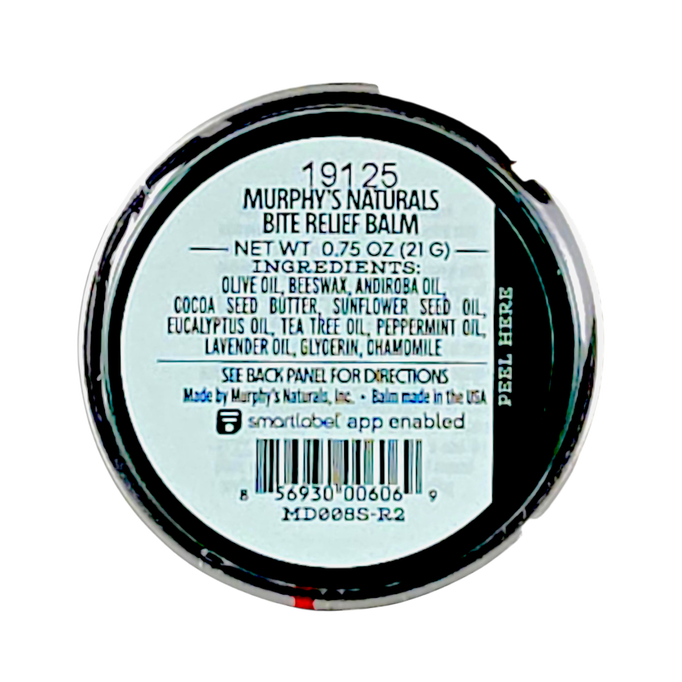 19125
MURPHY'S NATURALS
BITE RELIEF BALM
NET WT 0.75 OZ (21 G)
INGREDIENTS:
OLIVE OIL, BEESWAX, ANDIROBA OIL,
COCOA SEED BUTTER, SUNFLOWER SEED OIL,
EUCALYPTUS OIL, TEA TREE OIL, PEPPERMINT OIL,
LAVENDER OIL, GLYCERIN, CHAMOMILE
SEE BACK PANEL FOR DIRECTIONS
Made by Murphy's Naturals, Inc. • Balm made in the USA
smartlabel® app enabled
8 56930 00606 9
MD008S-R2
PEEL HERE